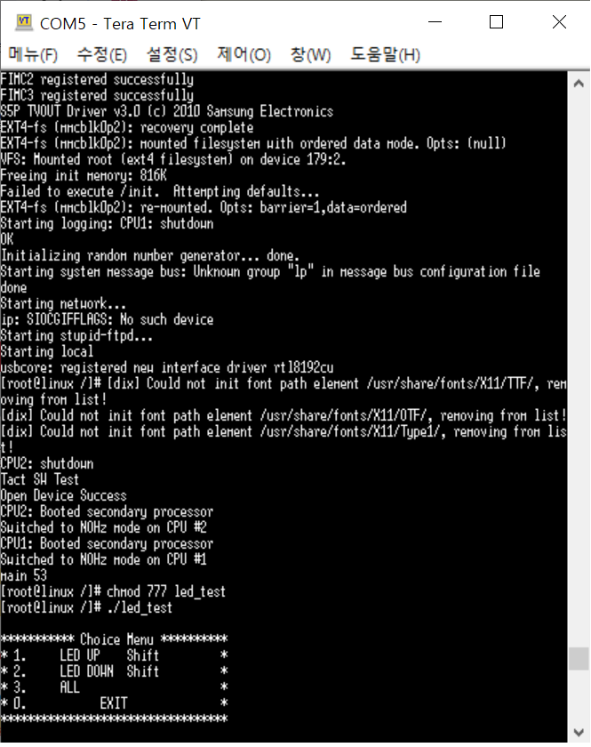 VT COM5 - Tera Term VT
메뉴(F) 수정(E) 설정(S) 제어(O) 창(W) 도움말(H)
FIMC2 registered successfully
FIMC3 registered successfully
S5P TVOUT Driver v3.0 (c) 2010 Samsung Electronics
EXT4-fs (mmcblk0p2): recovery complete
EXT4-fs (mmcblk0p2): mounted filesystem with ordered data mode. Opts: (null)
VFS: Mounted root (ext4 filesystem) on device 179:2.
Freeing init memory: 816K
Failed to execute /init.  Attempting defaults...
EXT4-fs (mmcblk0p2): re-mounted. Opts: barrier=1,data=ordered
Starting logging: CPU1: shutdown
OK
Initializing random number generator... done.
Starting system message bus: Unknown group "lp" in message bus configuration file
done
Starting network...
ip: SIOCGIFFLAGS: No such device
Starting stupid-ftpd...
Starting local
usbcore: registered new interface driver rtl8192cu
[root@linux /]# [dix] Could not init font path element /usr/share/fonts/X11/TTF/, rem
oving from list!
[dix] Could not init font path element /usr/share/fonts/X11/OTF/, removing from list!
[dix] Could not init font path element /usr/share/fonts/X11/Type1/, removing from lis
t!
CPU2: shutdown
Tact SW Test
Open Device Success
CPU2: Booted secondary processor
Switched to NOHz mode on CPU #2
CPU1: Booted secondary processor
Switched to NOHz mode on CPU #1
main 53
[root@linux /]# chmod 777 led_test
[root@linux /]# ./led_test
*********** Choice Menu **********
* 1.     LED UP    Shift         *
* 2.     LED DOWN  Shift         *
* 3.     ALL                     *
* 0.           EXIT              *
**********************************